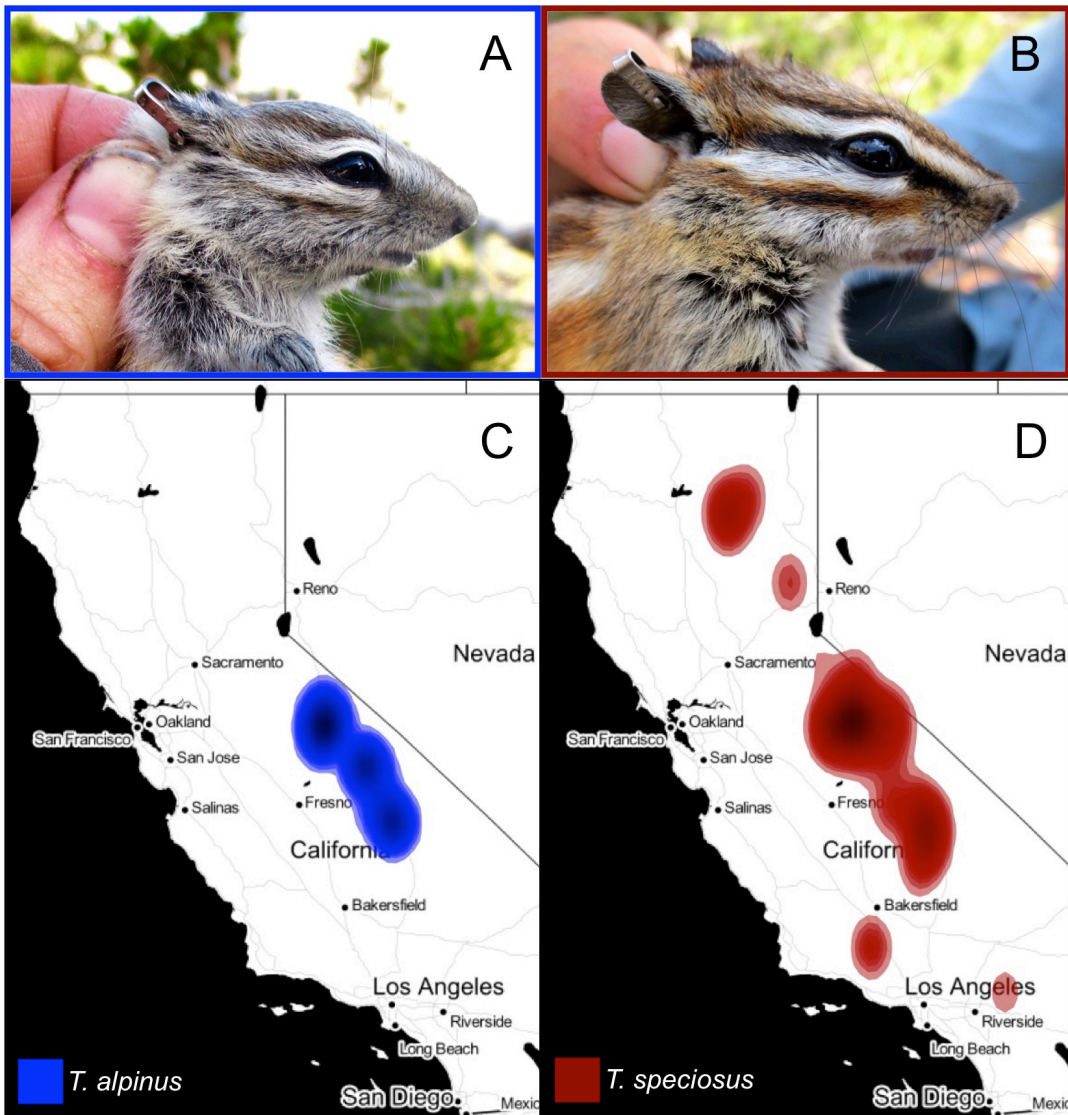 A
B
C
Reno
Nevada
Sacramento
Oakland
San Francisco
San Jose
Salinas
Fresno
California
Bakersfield
Los Angeles
Riverside
Long Beach
San Diego
Mexic
T. alpinus
D
Reno
Nevada
Sacramento
Oakland
San Francisco
San Jose
Salinas
Fresno
Californ
Bakersfield
Los Angeles
Riverside
Long Beach
San Diego
Mexic
T. speciosus